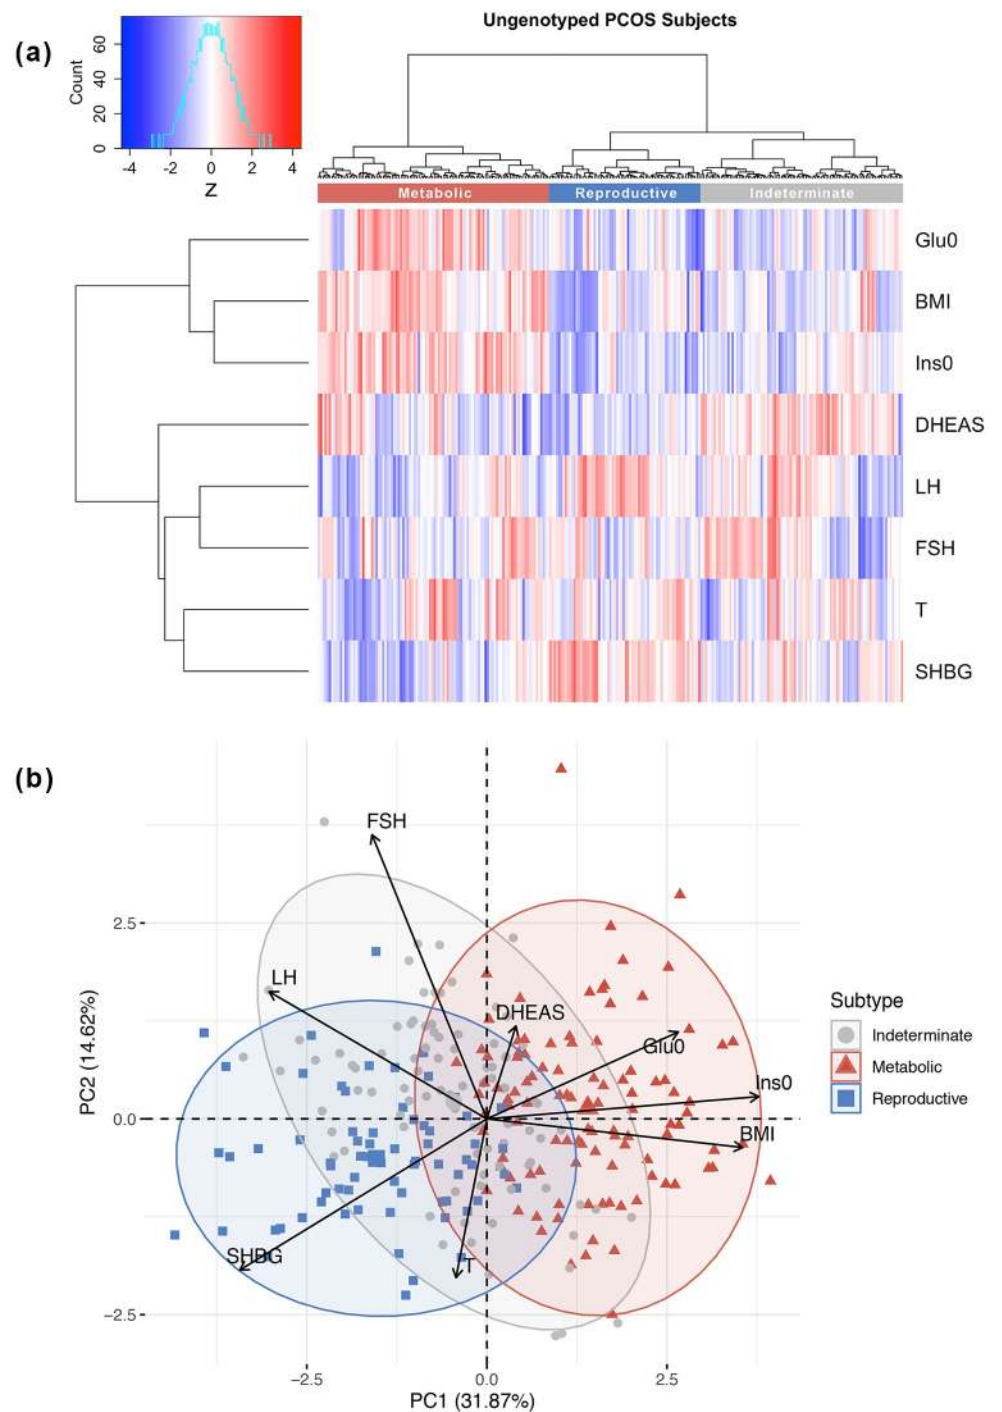 Ungenotyped PCOS Subjects
(a)
60
40
20
0
Count
-4 -2 0 2 4
Z
Metabolic Reproductive Indeterminate
Glu0
BMI
Ins0
DHEAS
LH
FSH
T
SHBG
(b)
FSH
2.5
LH
DHEAS
Glu0
Ins0
0.0
BMI
SHBG
T
−2.5
PC2 (14.62%)
−2.5 0.0 2.5
PC1 (31.87%)
Subtype
Indeterminate
Metabolic
Reproductive